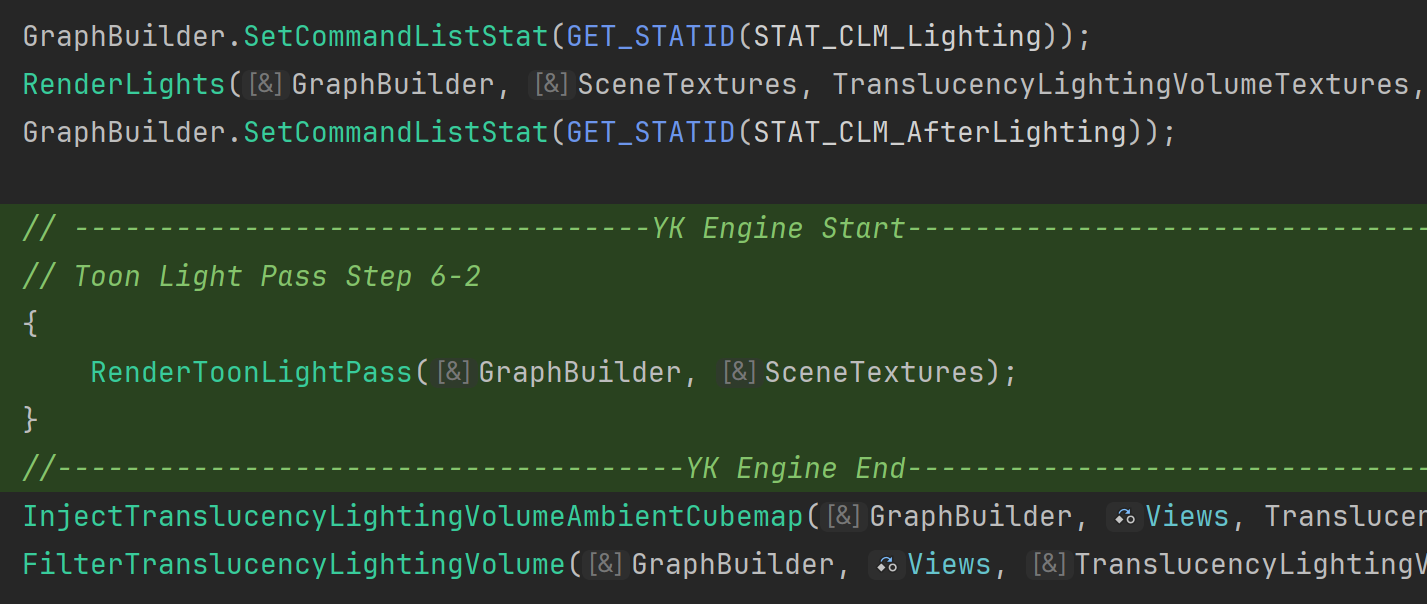 GraphBuilder.SetCommandListStat(GET_STATID(STAT_CLM_Lighting));
RenderLights([&]GraphBuilder, [&]SceneTextures, TranslucencyLightingVolumeTextures,
GraphBuilder.SetCommandListStat(GET_STATID(STAT_CLM_AfterLighting));
// ----------------------------------YK Engine Start-------------------------------
// Toon Light Pass Step 6-2
{
RenderToonLightPass([&]GraphBuilder, [&]SceneTextures);
}
//-------------------------------------YK Engine End-------------------------------
InjectTranslucencyLightingVolumeAmbientCubemap([&]GraphBuilder, Views, Translucen
FilterTranslucencyLightingVolume([&]GraphBuilder, Views, [&]TranslucencyLightingV